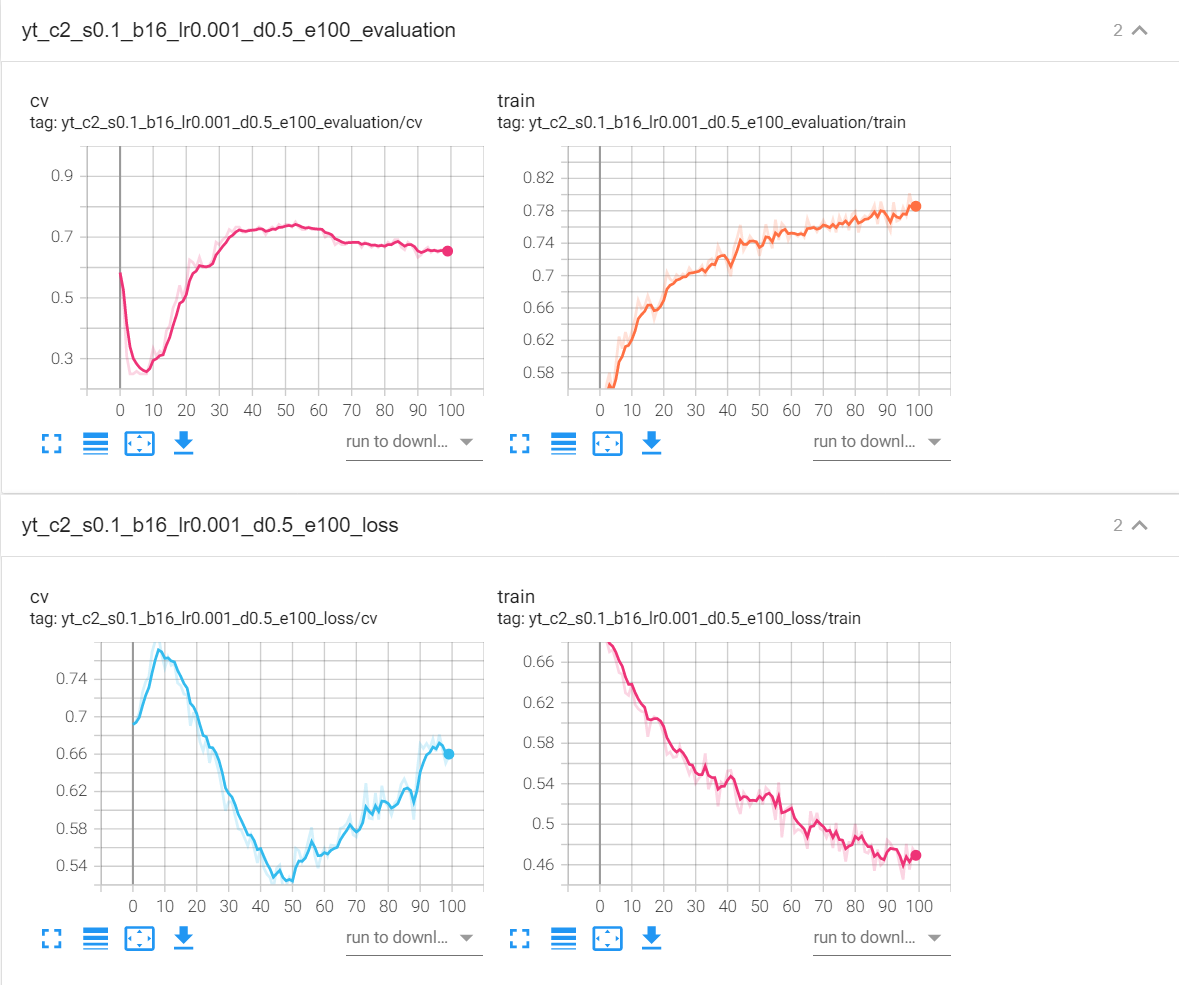 yt_c2_s0.1_b16_lr0.001_d0.5_e100_evaluation 2
cv
tag: yt_c2_s0.1_b16_lr0.001_d0.5_e100_evaluation/cv
0.9
0.7
0.5
0.3
0 10 20 30 40 50 60 70 80 90 100
run to downl...
train
tag: yt_c2_s0.1_b16_lr0.001_d0.5_e100_evaluation/train
0.82
0.78
0.74
0.7
0.66
0.62
0.58
0 10 20 30 40 50 60 70 80 90 100
run to downl...
yt_c2_s0.1_b16_lr0.001_d0.5_e100_loss 2
cv
tag: yt_c2_s0.1_b16_lr0.001_d0.5_e100_loss/cv
0.74
0.7
0.66
0.62
0.58
0.54
0 10 20 30 40 50 60 70 80 90 100
run to downl...
train
tag: yt_c2_s0.1_b16_lr0.001_d0.5_e100_loss/train
0.66
0.62
0.58
0.54
0.5
0.46
0 10 20 30 40 50 60 70 80 90 100
run to downl...